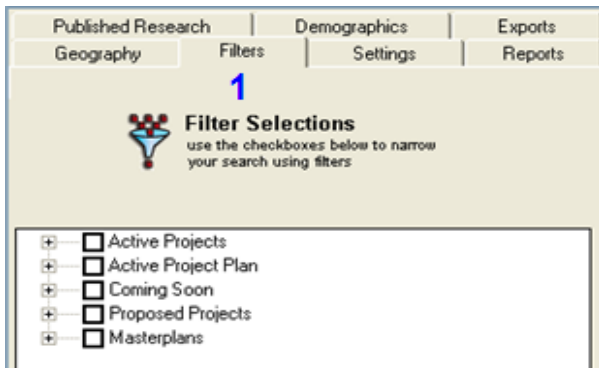 Published Research Demographics Exports
Geography Filters Settings Reports
1
Filter Selections
use the checkboxes below to narrow
your search using filters
Active Projects
Active Project Plan
Coming Soon
Proposed Projects
Masterplans